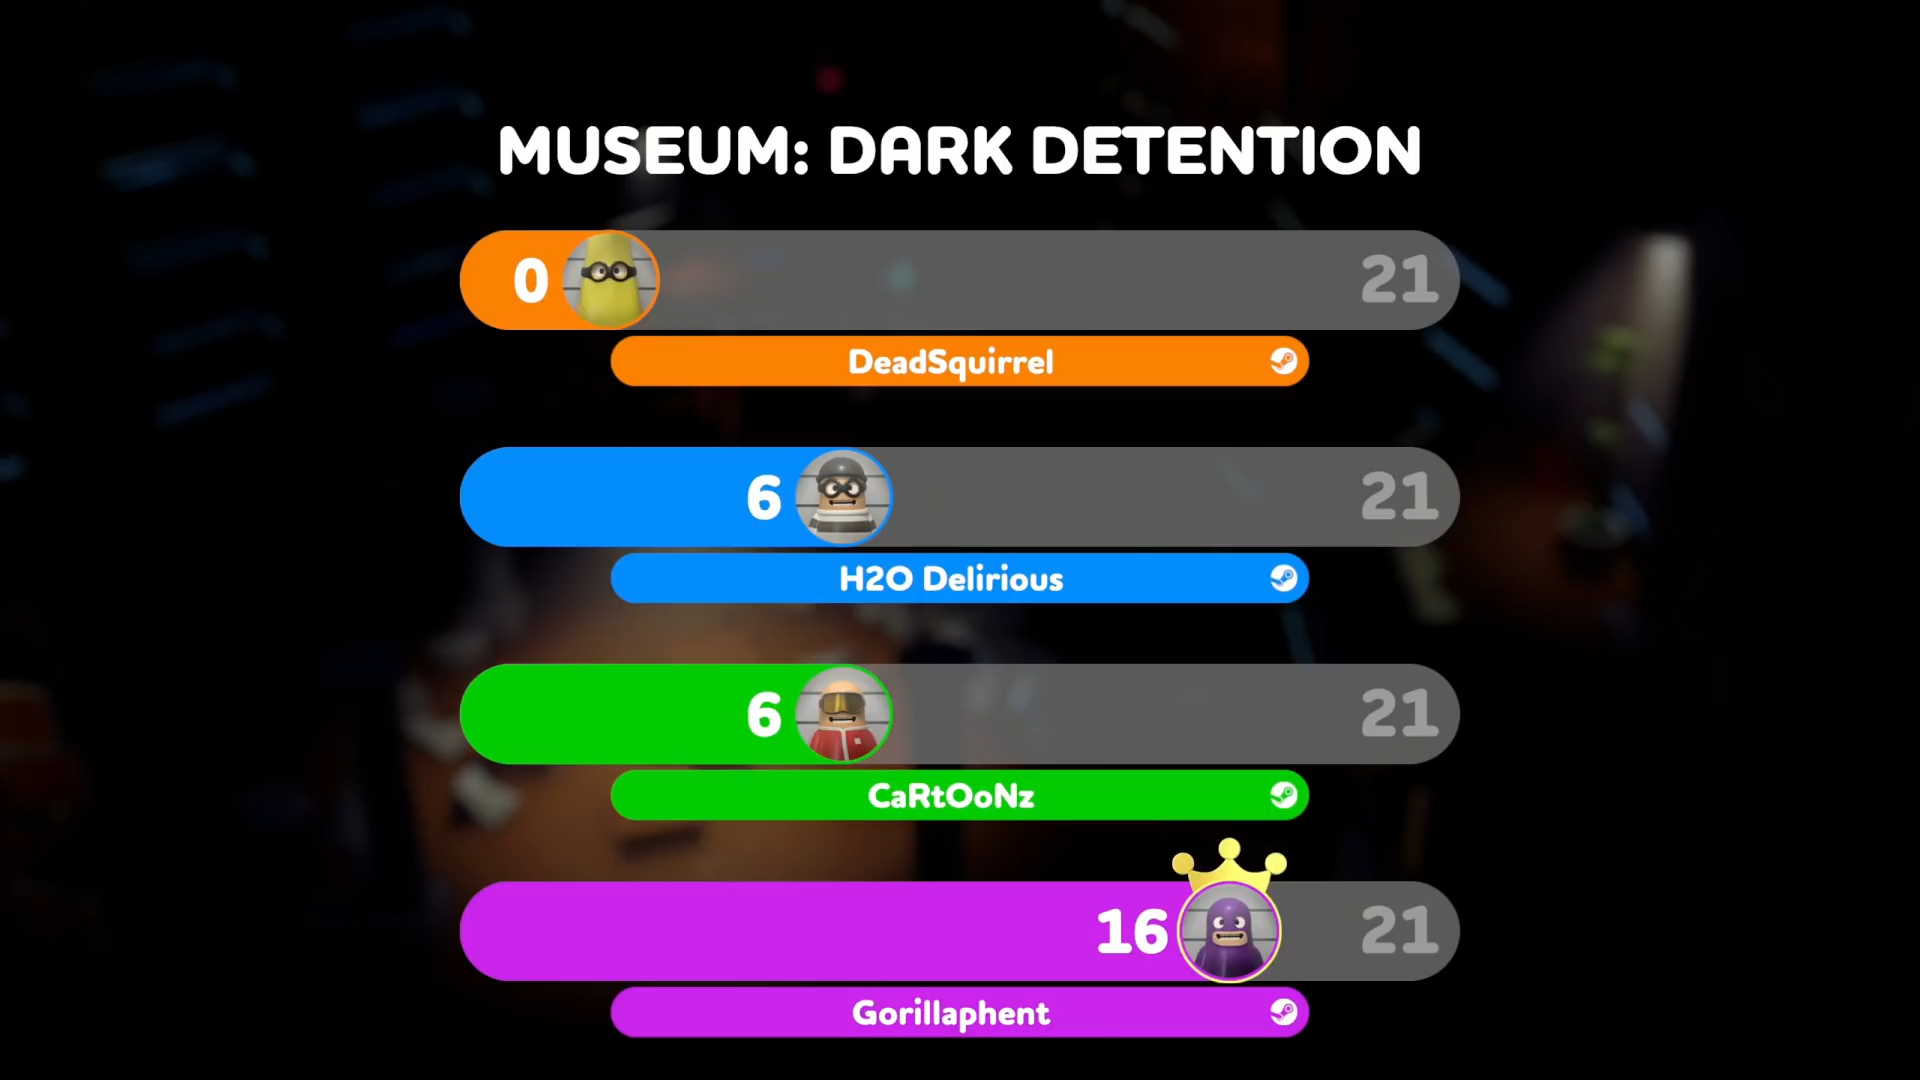 MUSEUM: DARK DETENTION
0 21
DeadSquirrel
6 21
H2O Delirious
6 21
CaRtOoNz
16 21
Gorillaphent